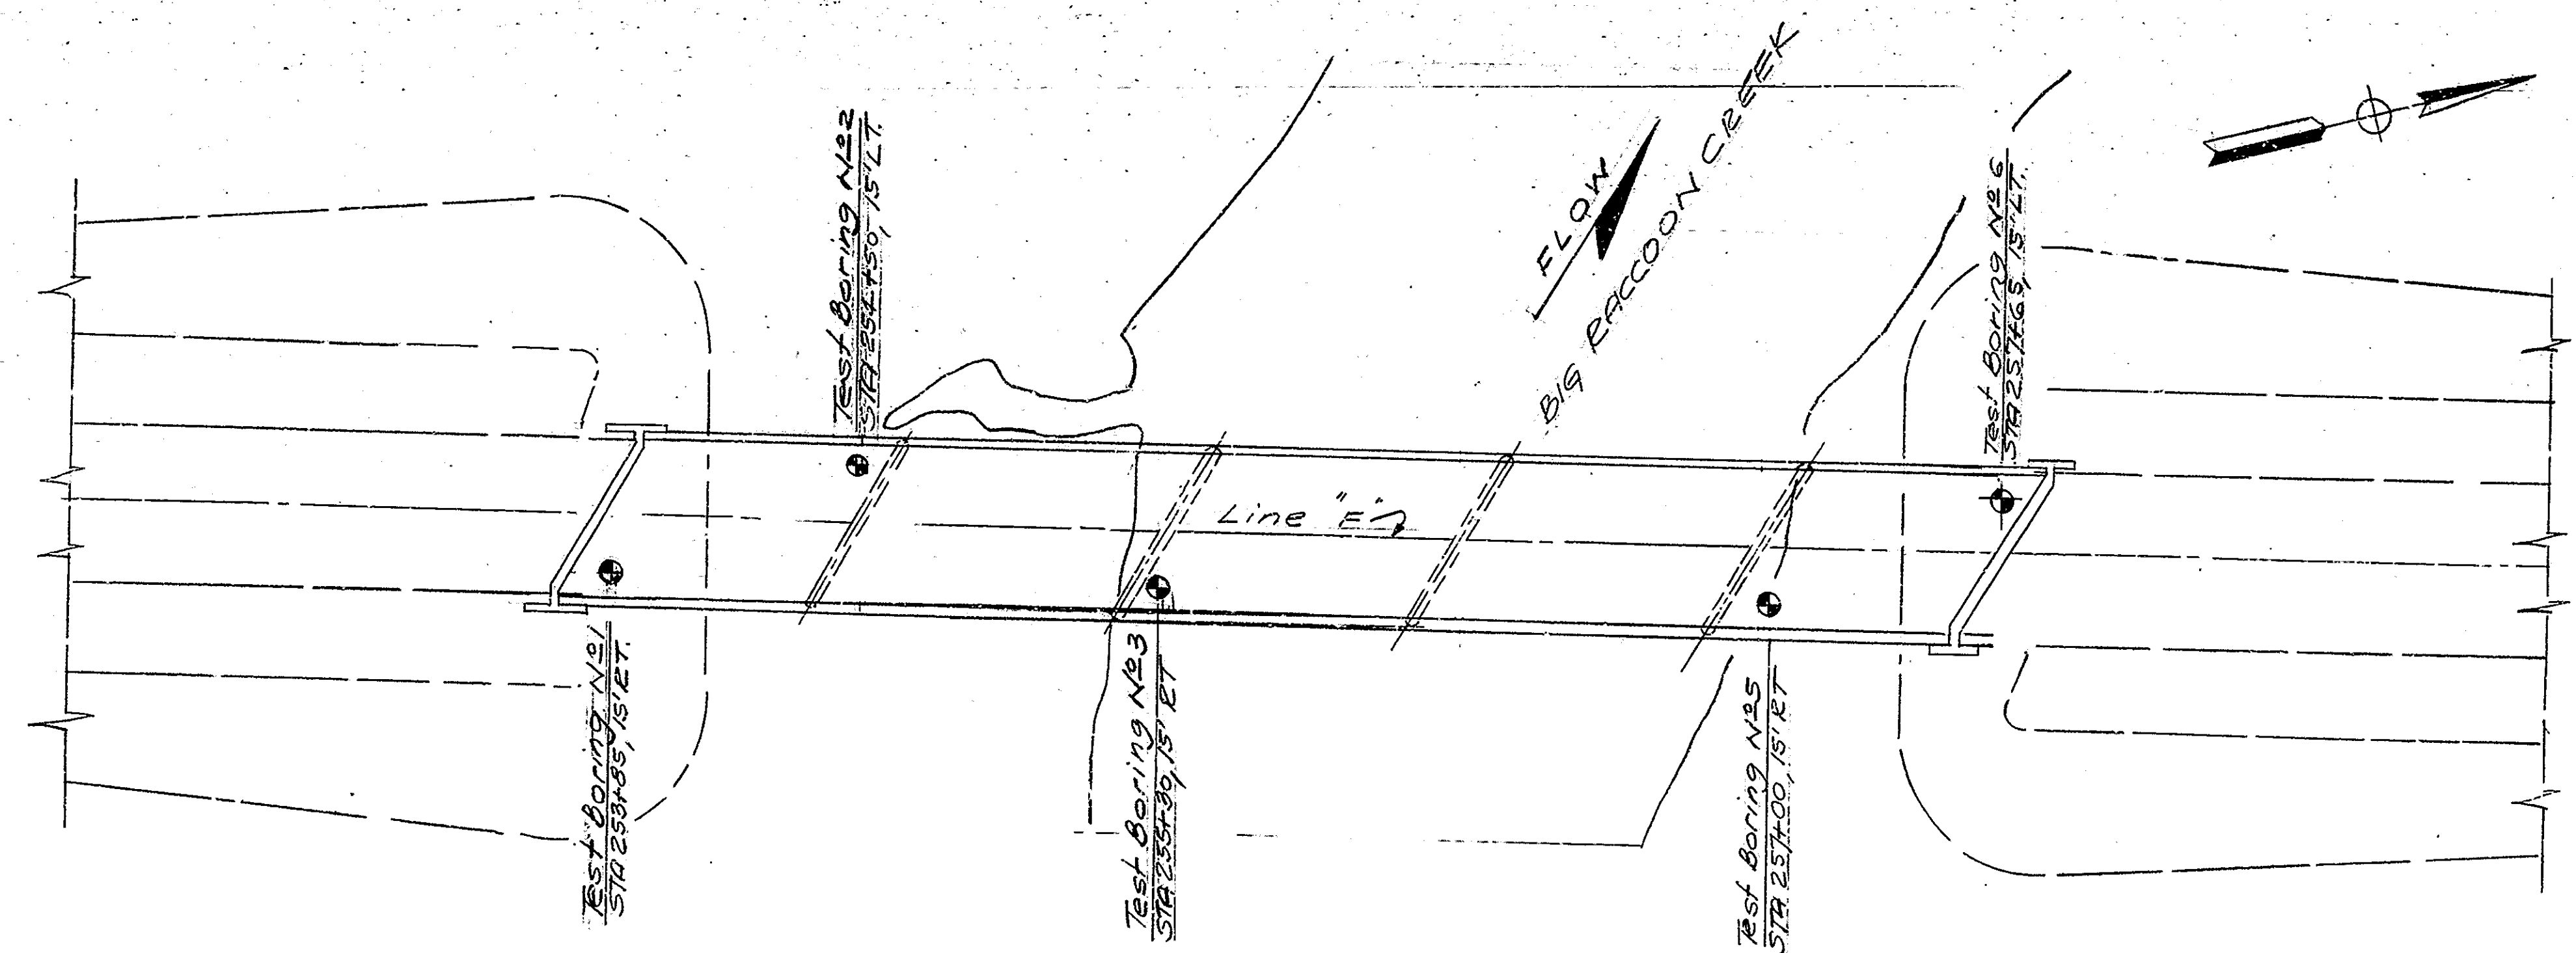 Test Boring No 2
STA 254+50, 15' LT.
FLOW
BIG RACCOON CREEK
Test Boring No 6
STA 257+65, 15' LT.
Line "E"
Test Boring No 1
STA 253+85, 15' RT.
Test Boring No 3
STA 255+30, 15' RT
Test Boring No 5
STA 257+00, 15' RT